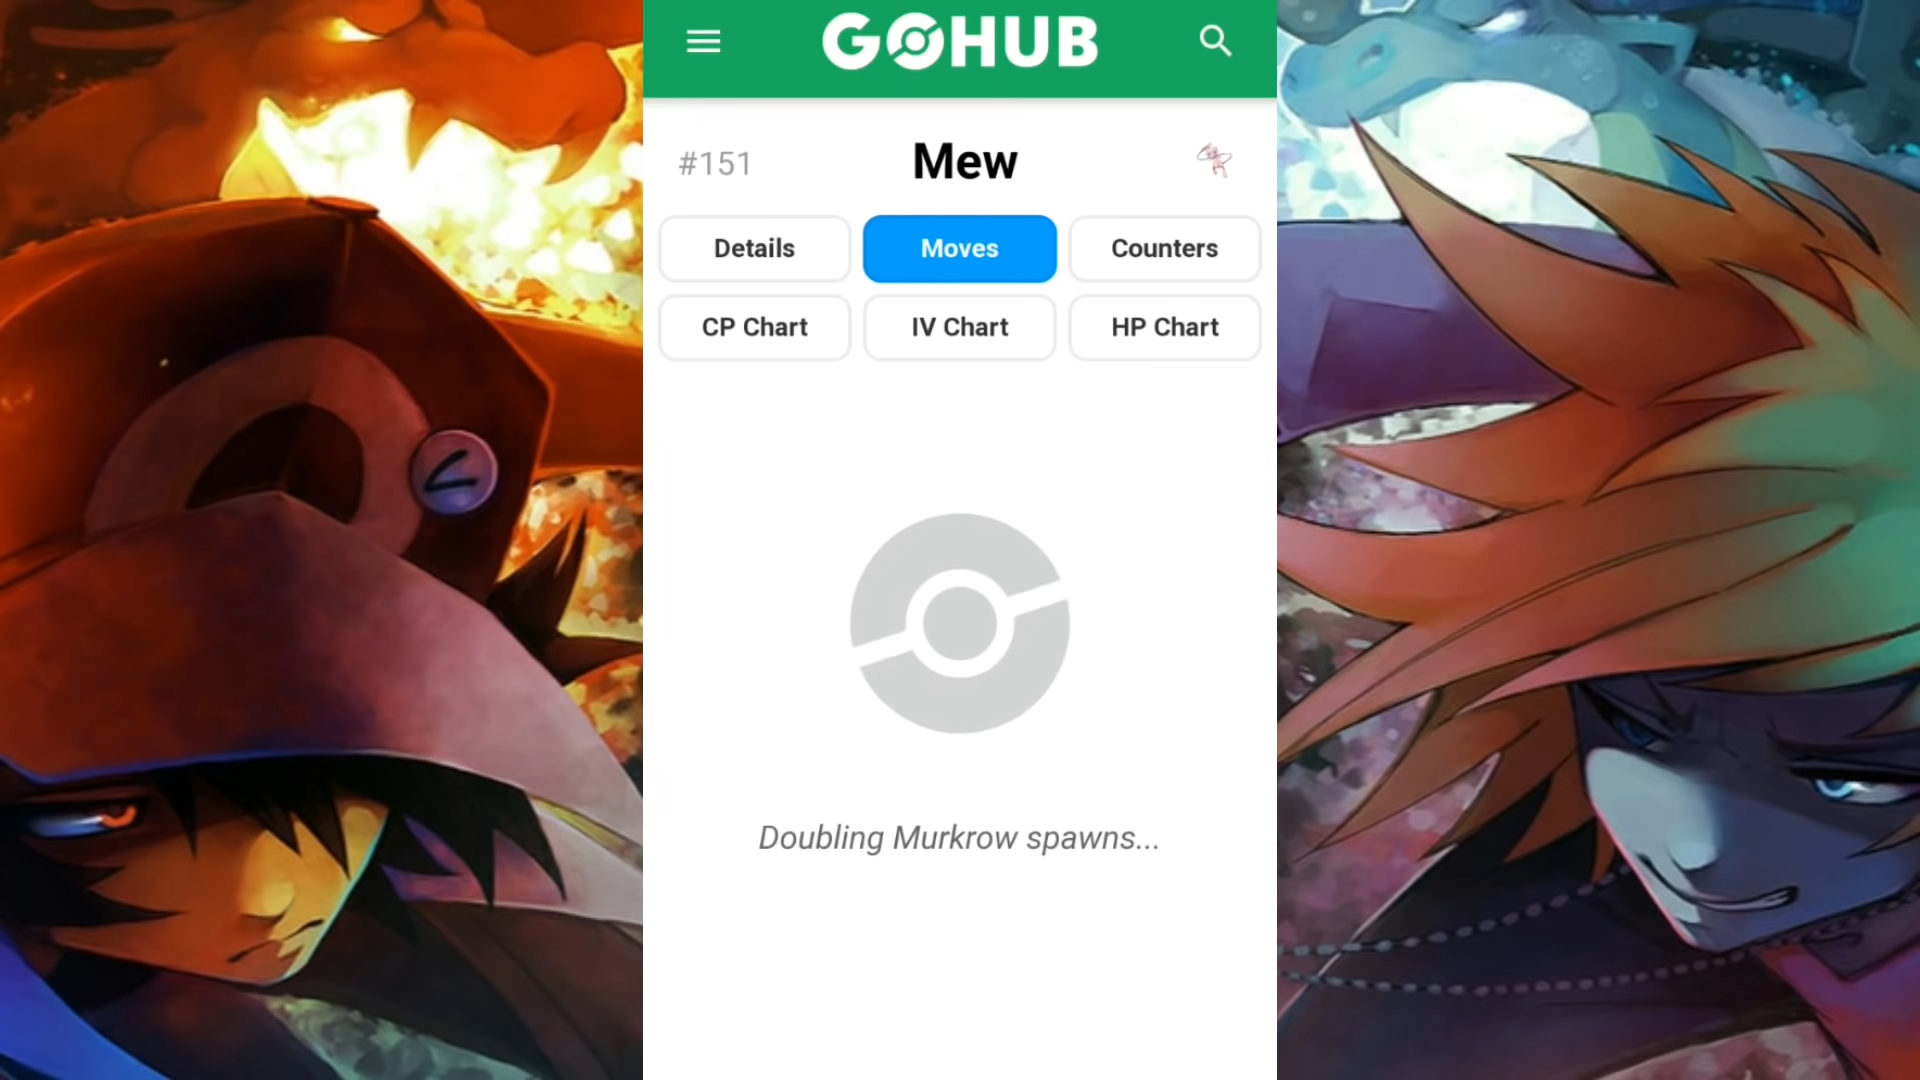 GOHUB
#151
Mew
Details
Moves
Counters
CP Chart
IV Chart
HP Chart
Doubling Murkrow spawns...